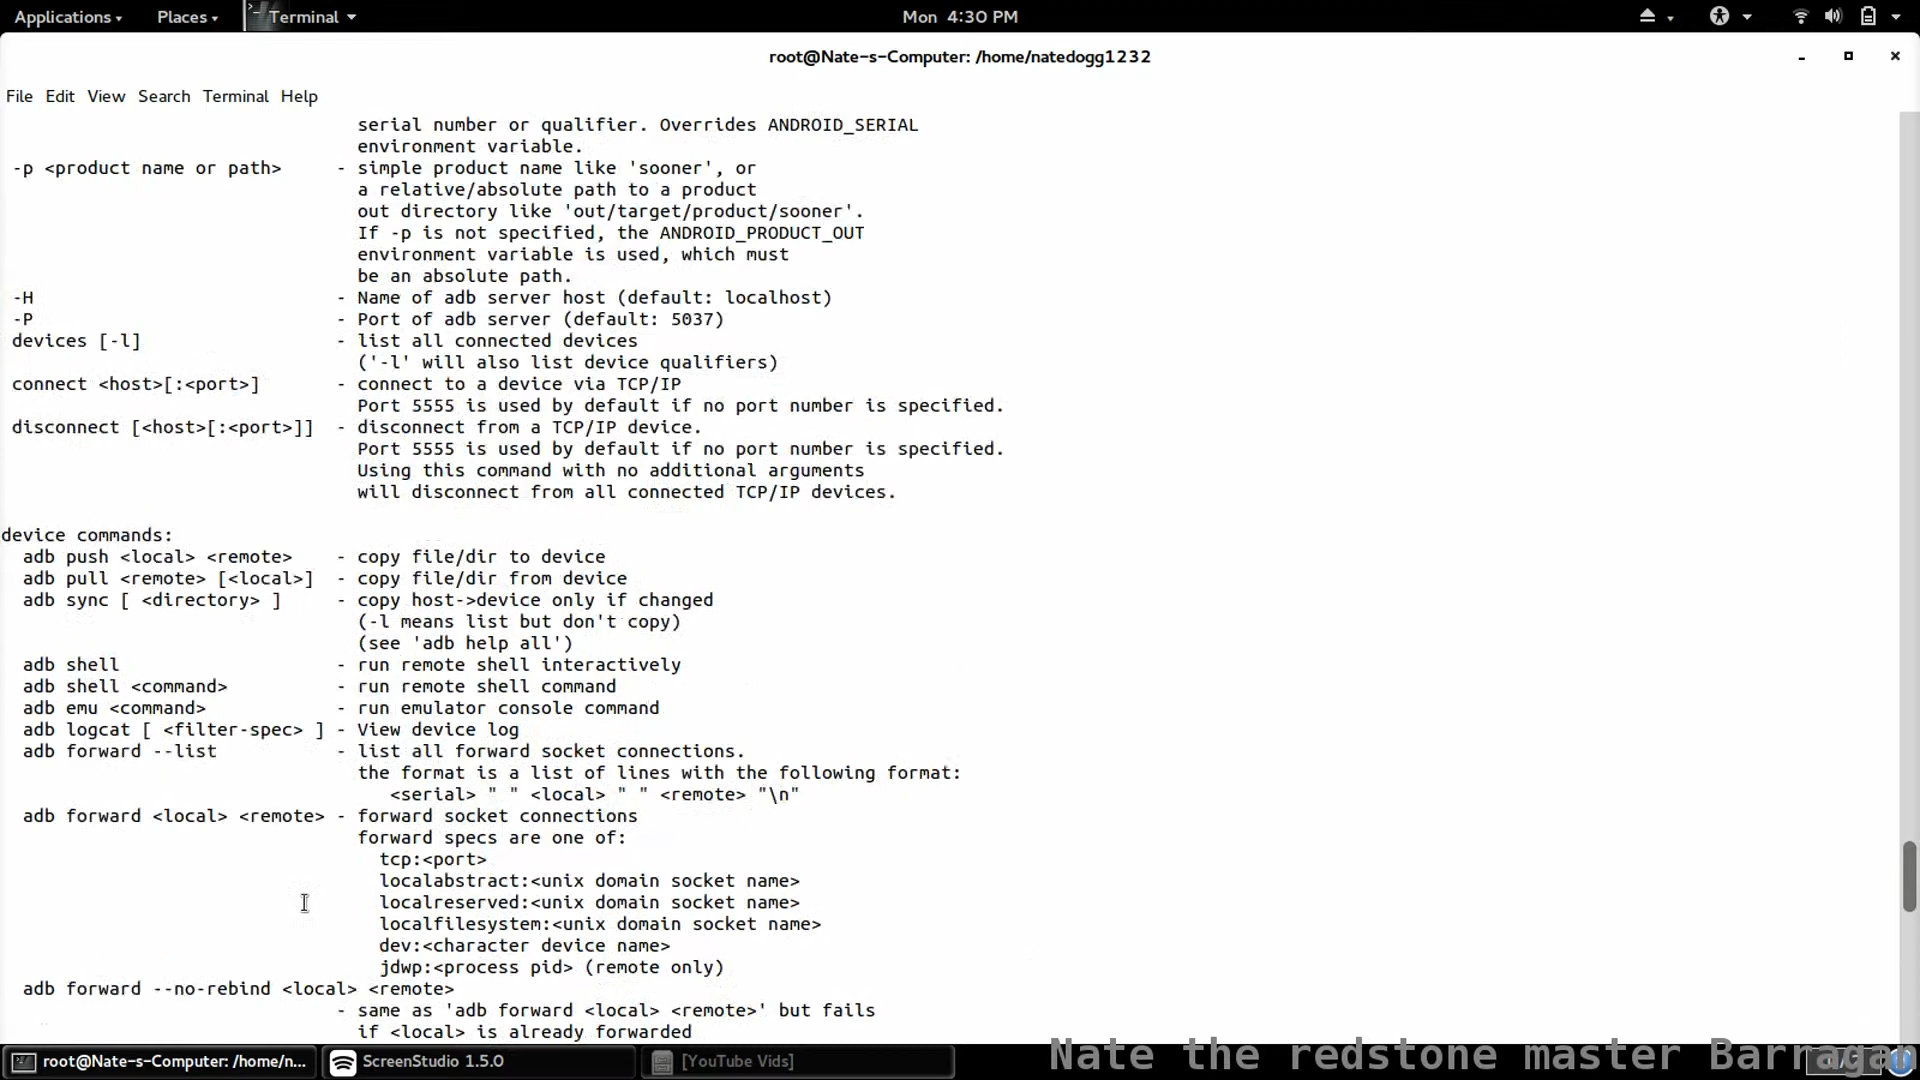 Applications Places Terminal Mon 4:30 PM
root@Nate-s-Computer: /home/natedogg1232
File Edit View Search Terminal Help
serial number or qualifier. Overrides ANDROID_SERIAL
environment variable.
-p <product name or path> - simple product name like 'sooner', or
a relative/absolute path to a product
out directory like 'out/target/product/sooner'.
If -p is not specified, the ANDROID_PRODUCT_OUT
environment variable is used, which must
be an absolute path.
-H - Name of adb server host (default: localhost)
-P - Port of adb server (default: 5037)
devices [-l] - list all connected devices
('-l' will also list device qualifiers)
connect <host>[:<port>] - connect to a device via TCP/IP
Port 5555 is used by default if no port number is specified.
disconnect [<host>[:<port>]] - disconnect from a TCP/IP device.
Port 5555 is used by default if no port number is specified.
Using this command with no additional arguments
will disconnect from all connected TCP/IP devices.
device commands:
adb push <local> <remote> - copy file/dir to device
adb pull <remote> [<local>] - copy file/dir from device
adb sync [ <directory> ] - copy host->device only if changed
(-l means list but don't copy)
(see 'adb help all')
adb shell - run remote shell interactively
adb shell <command> - run remote shell command
adb emu <command> - run emulator console command
adb logcat [ <filter-spec> ] - View device log
adb forward --list - list all forward socket connections.
the format is a list of lines with the following format:
<serial> " " <local> " " <remote> "\n"
adb forward <local> <remote> - forward socket connections
forward specs are one of:
tcp:<port>
localabstract:<unix domain socket name>
localreserved:<unix domain socket name>
localfilesystem:<unix domain socket name>
dev:<character device name>
jdwp:<process pid> (remote only)
adb forward --no-rebind <local> <remote>
- same as 'adb forward <local> <remote>' but fails
if <local> is already forwarded
root@Nate-s-Computer: /home/n... ScreenStudio 1.5.0 [YouTube Vids] Nate the redstone master Barragan